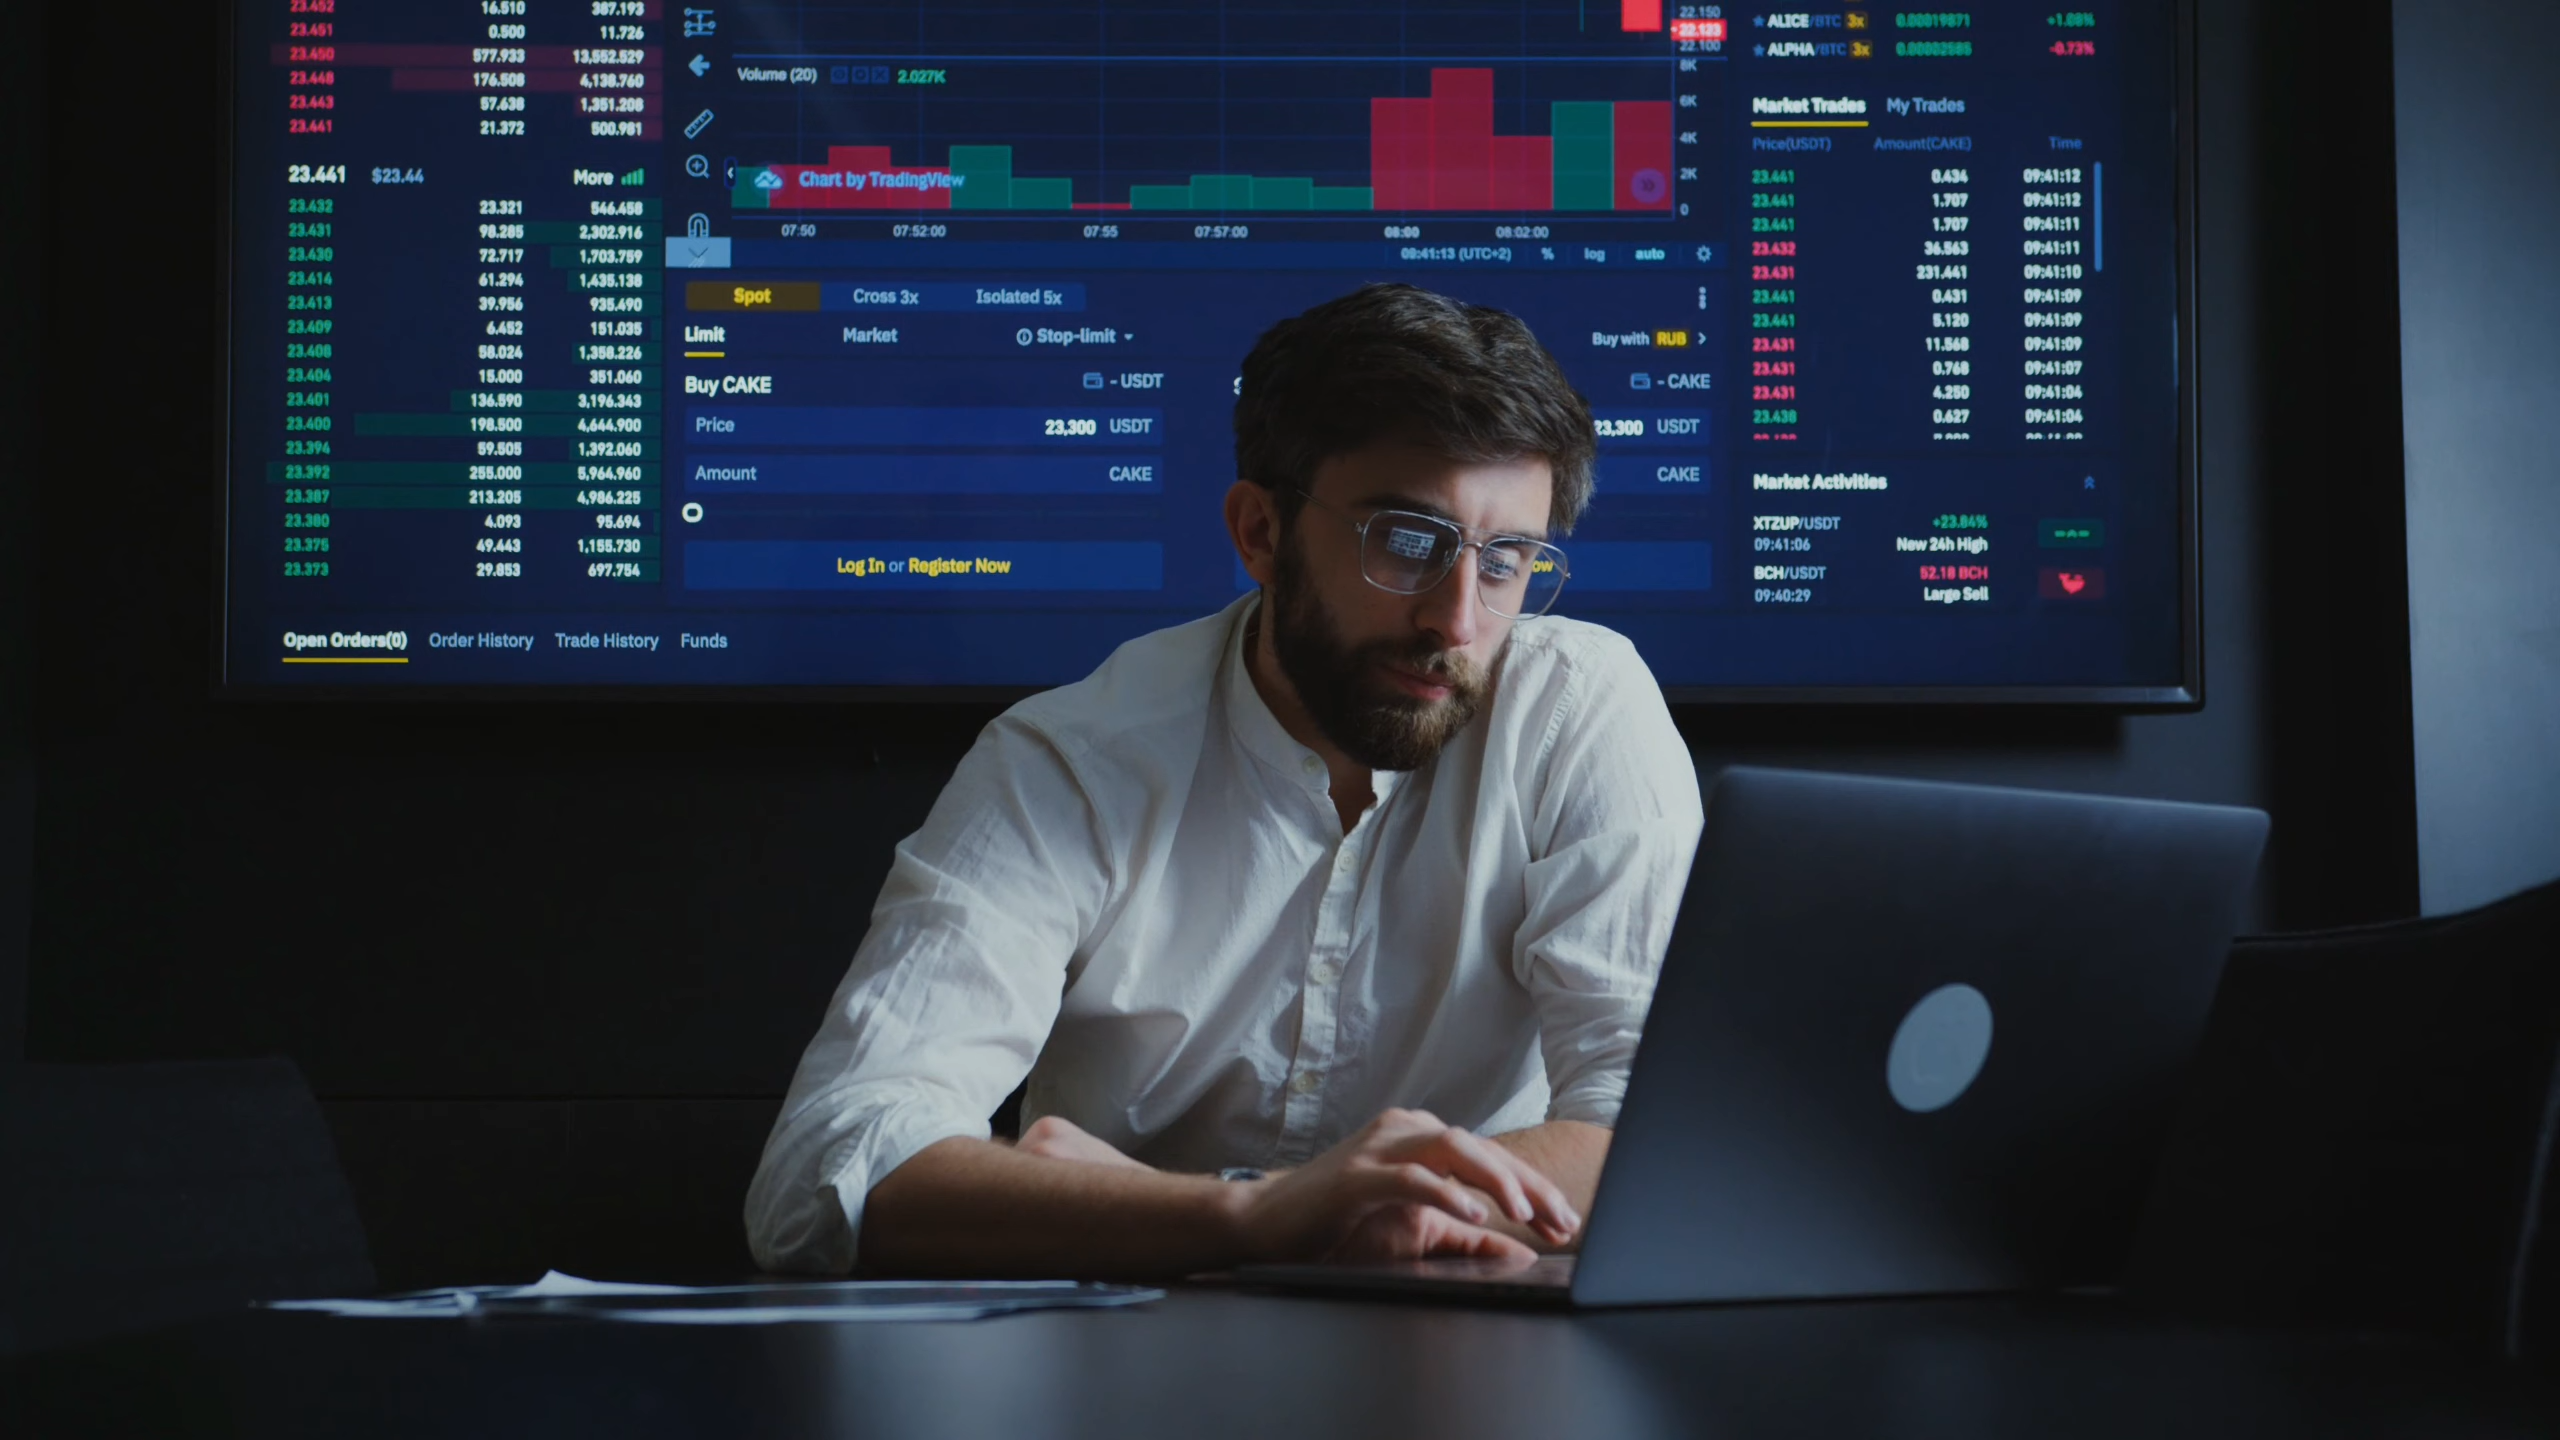 23.452 16.510 387.193
23.451 0.500 11.726
23.450 577.933 13,552.529
23.448 176.508 4,138.760
23.443 57.638 1,351.208
23.441 21.372 500.981
23.441 $23.44 More
23.432 23.321 546.458
23.431 98.285 2,302.916
23.430 72.717 1,703.759
23.414 61.294 1,435.138
23.413 39.956 935.490
23.409 6.452 151.035
23.408 58.024 1,358.226
23.404 15.000 351.060
23.401 136.590 3,196.343
23.400 198.500 4,644.900
23.394 59.505 1,392.060
23.392 255.000 5,964.960
23.387 213.205 4,986.225
23.380 4.093 95.694
23.375 49.443 1,155.730
23.373 29.853 697.754
Open Orders(0) Order History Trade History Funds
22.150
22.123
22.100
Volume (20) 2.027K
8K
6K
4K
2K
0
Chart by TradingView
07:50 07:52:00 07:55 07:57:00 08:00 08:02:00
09:41:13 (UTC+2) % log auto
Spot Cross 3x Isolated 5x
Limit Market Stop-limit
Buy with RUB
Buy CAKE - USDT
- CAKE
Price 23,300 USDT
23,300 USDT
Amount CAKE
CAKE
Log In or Register Now
ow
ALICE/BTC 3x 0.00019871 +1.08%
ALPHA/BTC 3x 0.00002585 -0.73%
Market Trades My Trades
Price(USDT) Amount(CAKE) Time
23.441 0.434 09:41:12
23.441 1.707 09:41:12
23.441 1.707 09:41:11
23.432 36.563 09:41:11
23.431 231.441 09:41:10
23.441 0.431 09:41:09
23.441 5.120 09:41:09
23.431 11.568 09:41:09
23.431 0.768 09:41:07
23.431 4.250 09:41:04
23.438 0.627 09:41:04
Market Activities
XTZUP/USDT +23.84%
09:41:06 New 24h High
BCH/USDT 52.18 BCH
09:40:29 Large Sell